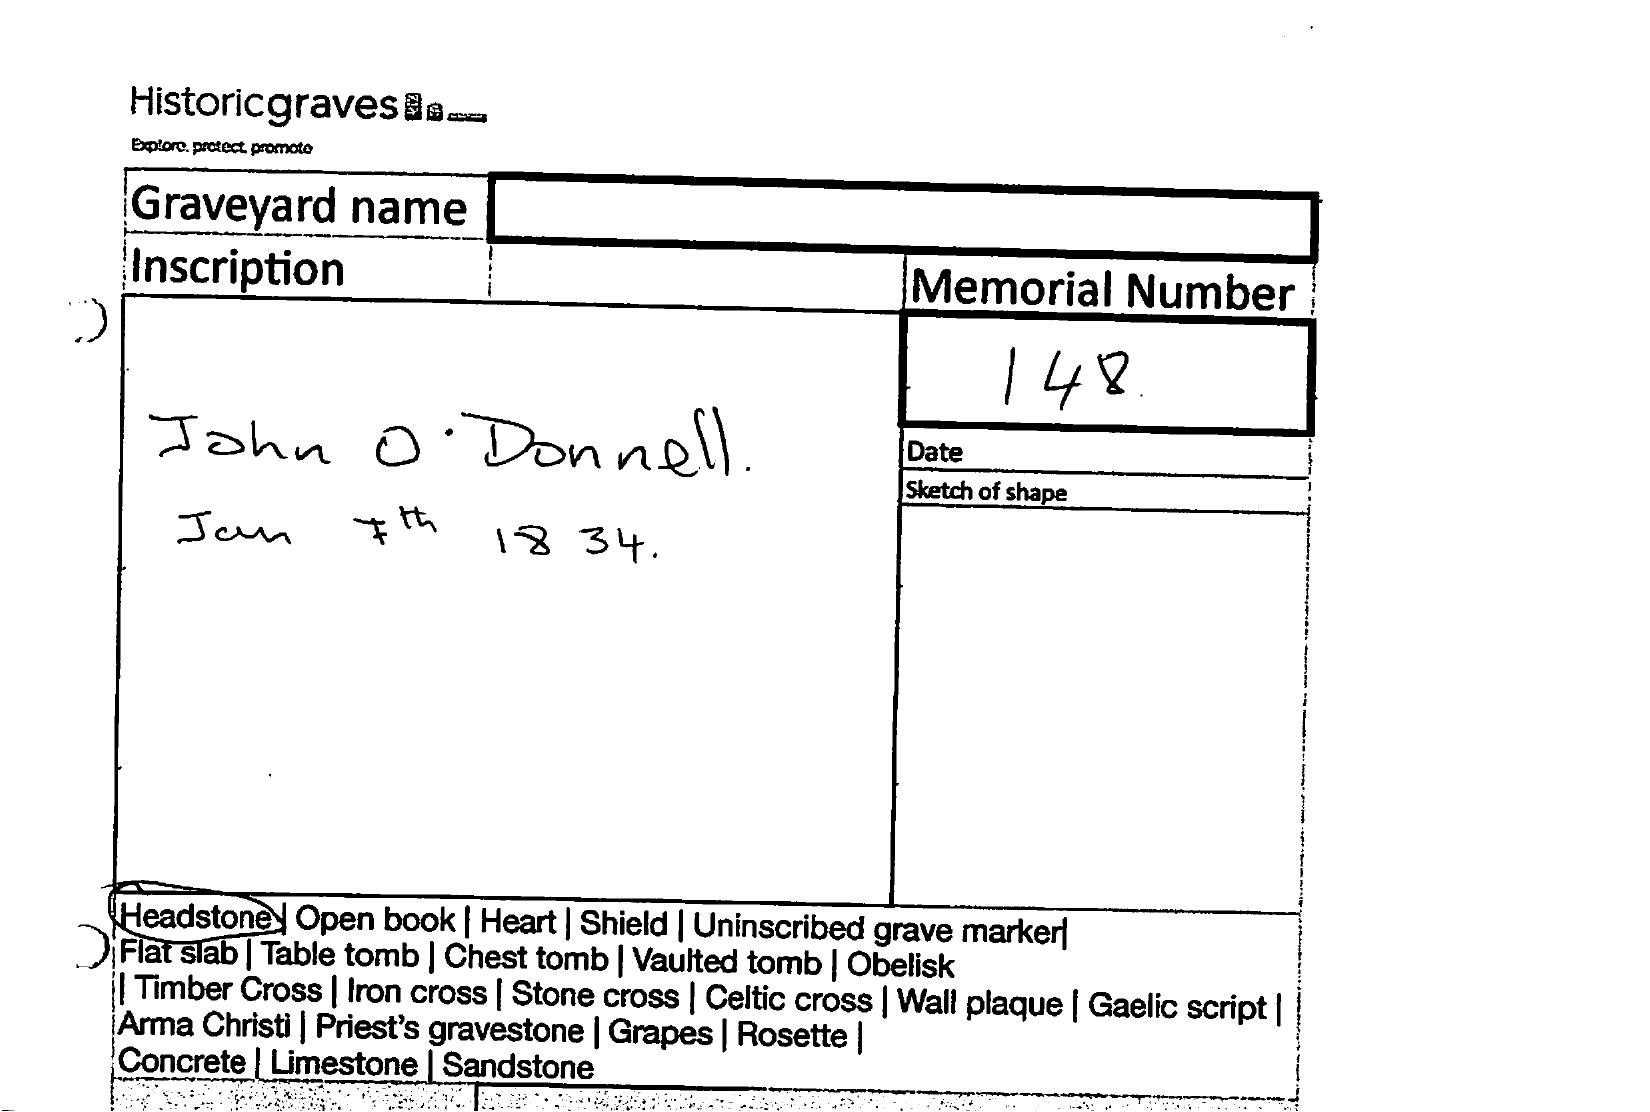 Historicgraves
Explore. protect. promote
Graveyard name
Inscription
Memorial Number
148.
John O'Donnell.
Jan 7th 1834.
Date
Sketch of shape
Headstone | Open book | Heart | Shield | Uninscribed grave marker|
Flat slab | Table tomb | Chest tomb | Vaulted tomb | Obelisk
| Timber Cross | Iron cross | Stone cross | Celtic cross | Wall plaque | Gaelic script |
Arma Christi | Priest's gravestone | Grapes | Rosette |
Concrete | Limestone | Sandstone